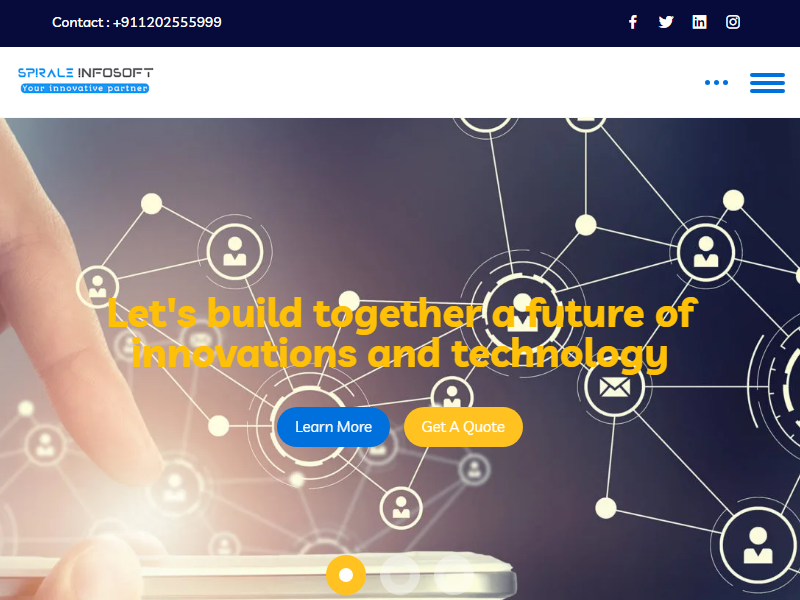 Contact : +911202555999
SPIRALE INFOSOFT
Your innovative partner
Let's build together a future of
innovations and technology
Learn More
Get A Quote